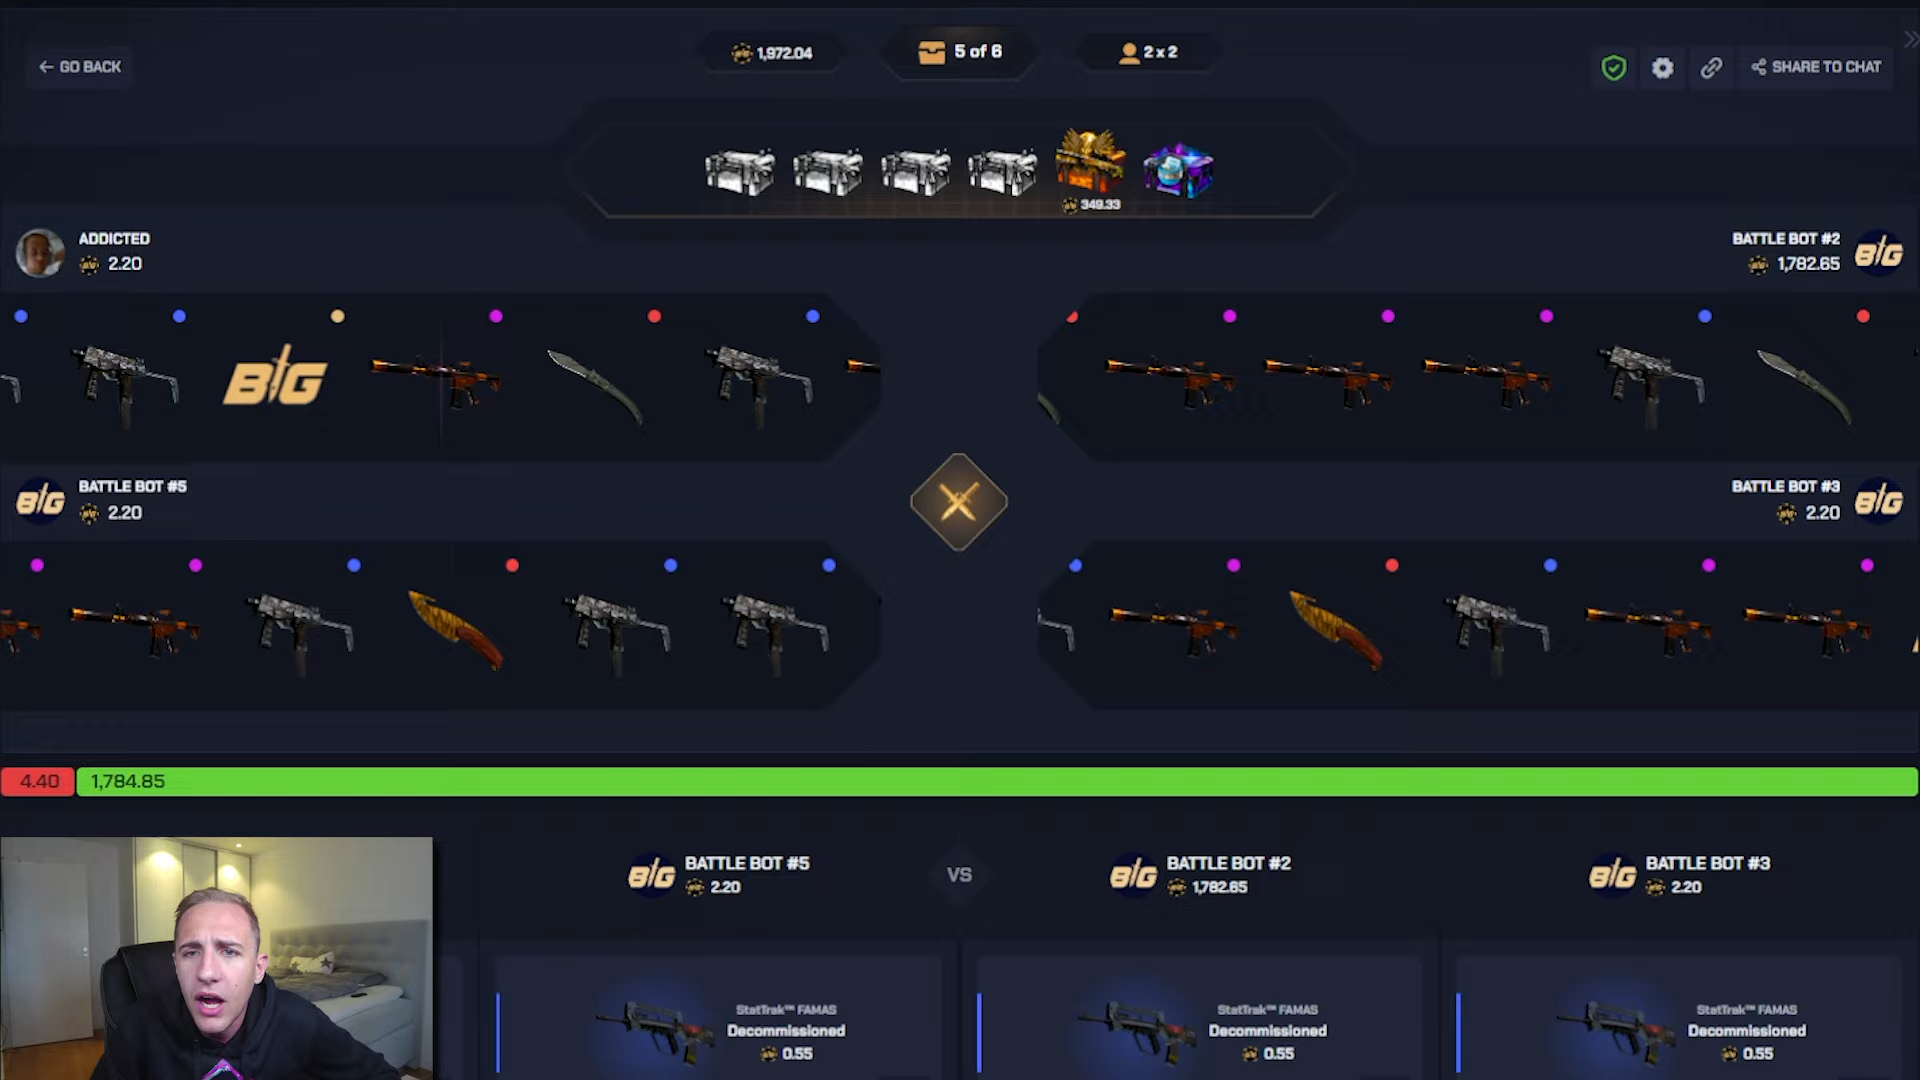 1,972.04
5 of 6
2 x 2
GO BACK
SHARE TO CHAT
349.33
ADDICTED
2.20
BATTLE BOT #2
1,782.65
B/G
B/G
BATTLE BOT #5
2.20
B/G
BATTLE BOT #3
2.20
B/G
4.40
1,784.85
B/G
BATTLE BOT #5
2.20
VS
B/G
BATTLE BOT #2
1,782.65
B/G
BATTLE BOT #3
2.20
StatTrak™ FAMAS
Decommissioned
0.55
StatTrak™ FAMAS
Decommissioned
0.55
StatTrak™ FAMAS
Decommissioned
0.55